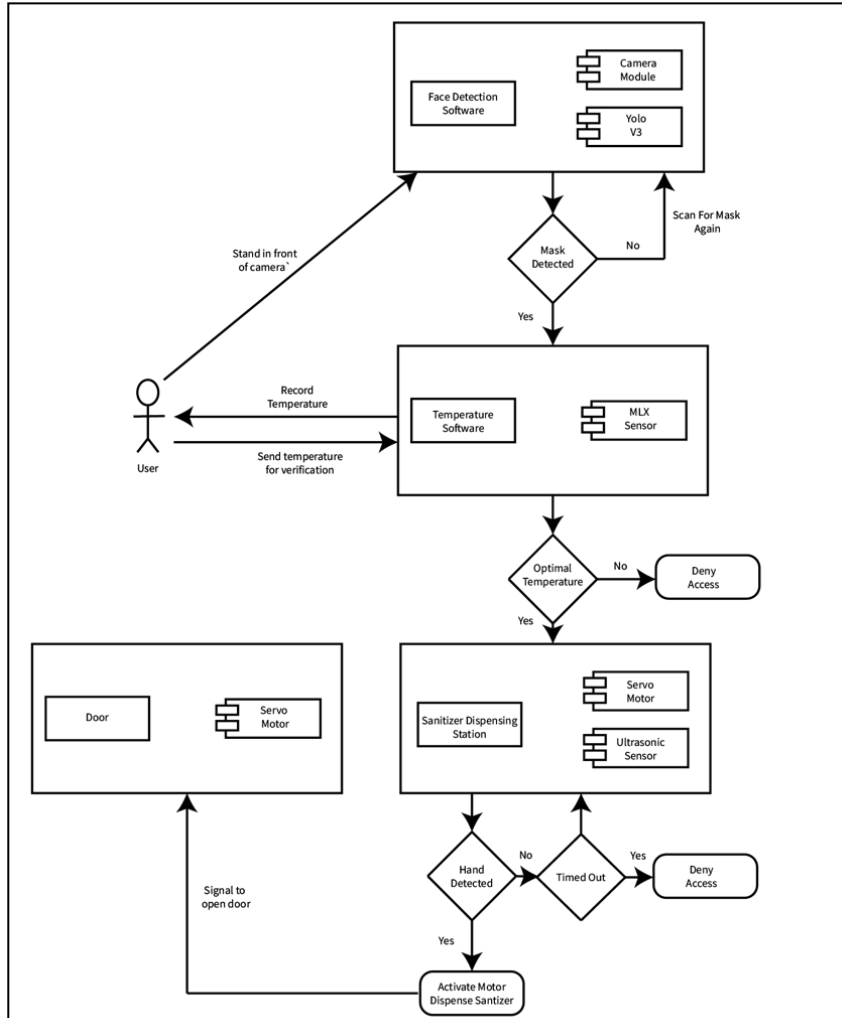 Camera
Module
Face Detection
Software
Yolo
V3
Scan For Mask
Again
Stand in front
of camera`
Mask
Detected
No
Yes
Record
Temperature
Temperature
Software
MLX
Sensor
User
Send temperature
for verification
Optimal
Temperature
No
Deny
Access
Yes
Door
Servo
Motor
Sanitizer Dispensing
Station
Servo
Motor
Ultrasonic
Sensor
Hand
Detected
No
Timed Out
Yes
Deny
Access
Signal to
open door
Yes
Activate Motor
Dispense Santizer